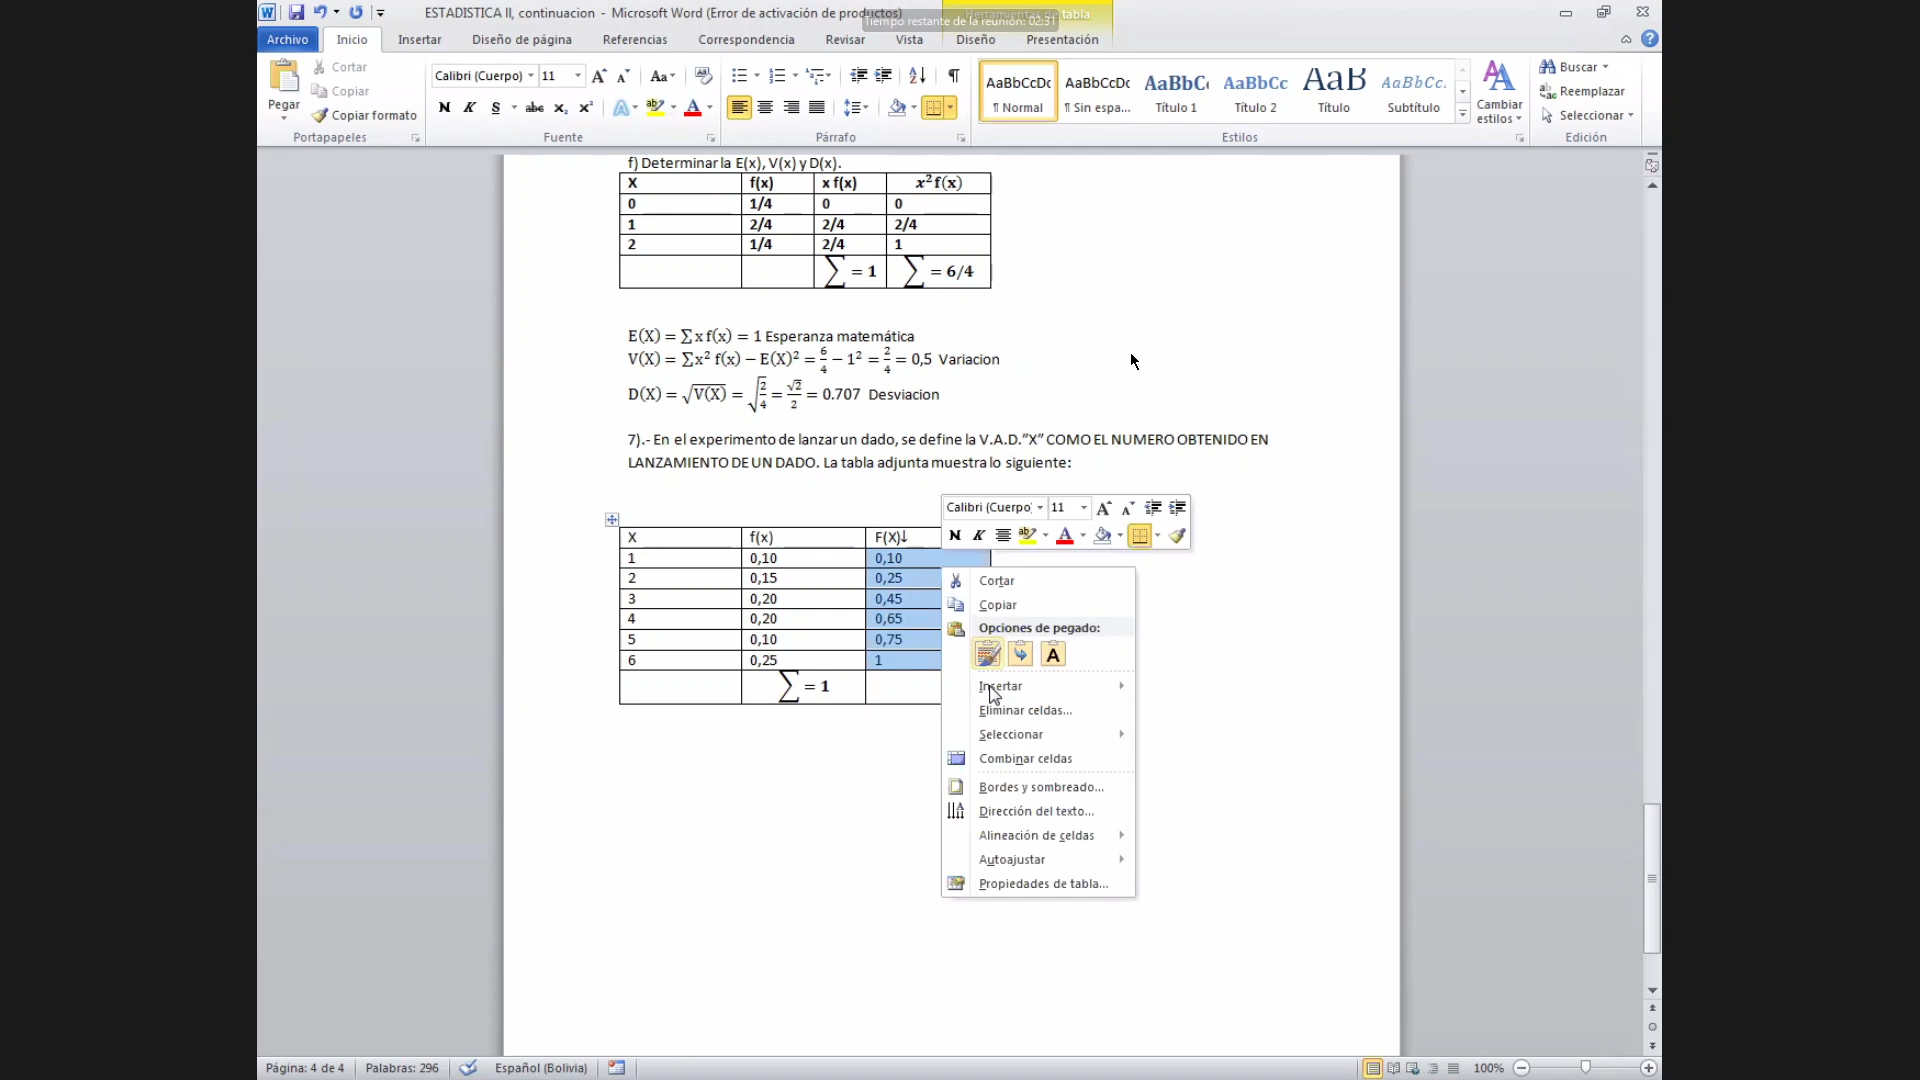 ESTADISTICA II, continuacion - Microsoft Word (Error de activación de productos)
Herramientas de tabla
Tiempo restante de la reunión: 02:31
Archivo Inicio Insertar Diseño de página Referencias Correspondencia Revisar Vista Diseño Presentación
Pegar
Cortar
Copiar
Copiar formato
Portapapeles
Calibri (Cuerpo) 11 Aa
N K S abc x₂ x² A ab A
Fuente
Párrafo
AaBbCcDc AaBbCcDc AaBbC AaBbCc AaB AaBbCc.
¶ Normal ¶ Sin espa... Título 1 Título 2 Título Subtítulo
Cambiar
estilos
Estilos
Buscar
Reemplazar
Seleccionar
Edición
f) Determinar la E(x), V(x) y D(x).
X f(x) x f(x) x² f(x)
0 1/4 0 0
1 2/4 2/4 2/4
2 1/4 2/4 1
∑ = 1 ∑ = 6/4
E(X) = ∑x f(x) = 1 Esperanza matemática
V(X) = ∑x² f(x) − E(X)² = 6/4 − 1² = 2/4 = 0,5 Variacion
D(X) = √V(X) = √2/4 = √2/2 = 0.707 Desviacion
7).- En el experimento de lanzar un dado, se define la V.A.D.”X” COMO EL NUMERO OBTENIDO EN
LANZAMIENTO DE UN DADO. La tabla adjunta muestra lo siguiente:
Calibri (Cuerpo) 11
N K ab A
X f(x) F(X)↓
1 0,10 0,10
2 0,15 0,25
3 0,20 0,45
4 0,20 0,65
5 0,10 0,75
6 0,25 1
∑ = 1
Cortar
Copiar
Opciones de pegado:
A
Insertar
Eliminar celdas...
Seleccionar
Combinar celdas
Bordes y sombreado...
Dirección del texto...
Alineación de celdas
Autoajustar
Propiedades de tabla...
Página: 4 de 4 Palabras: 296 Español (Bolivia) 100%